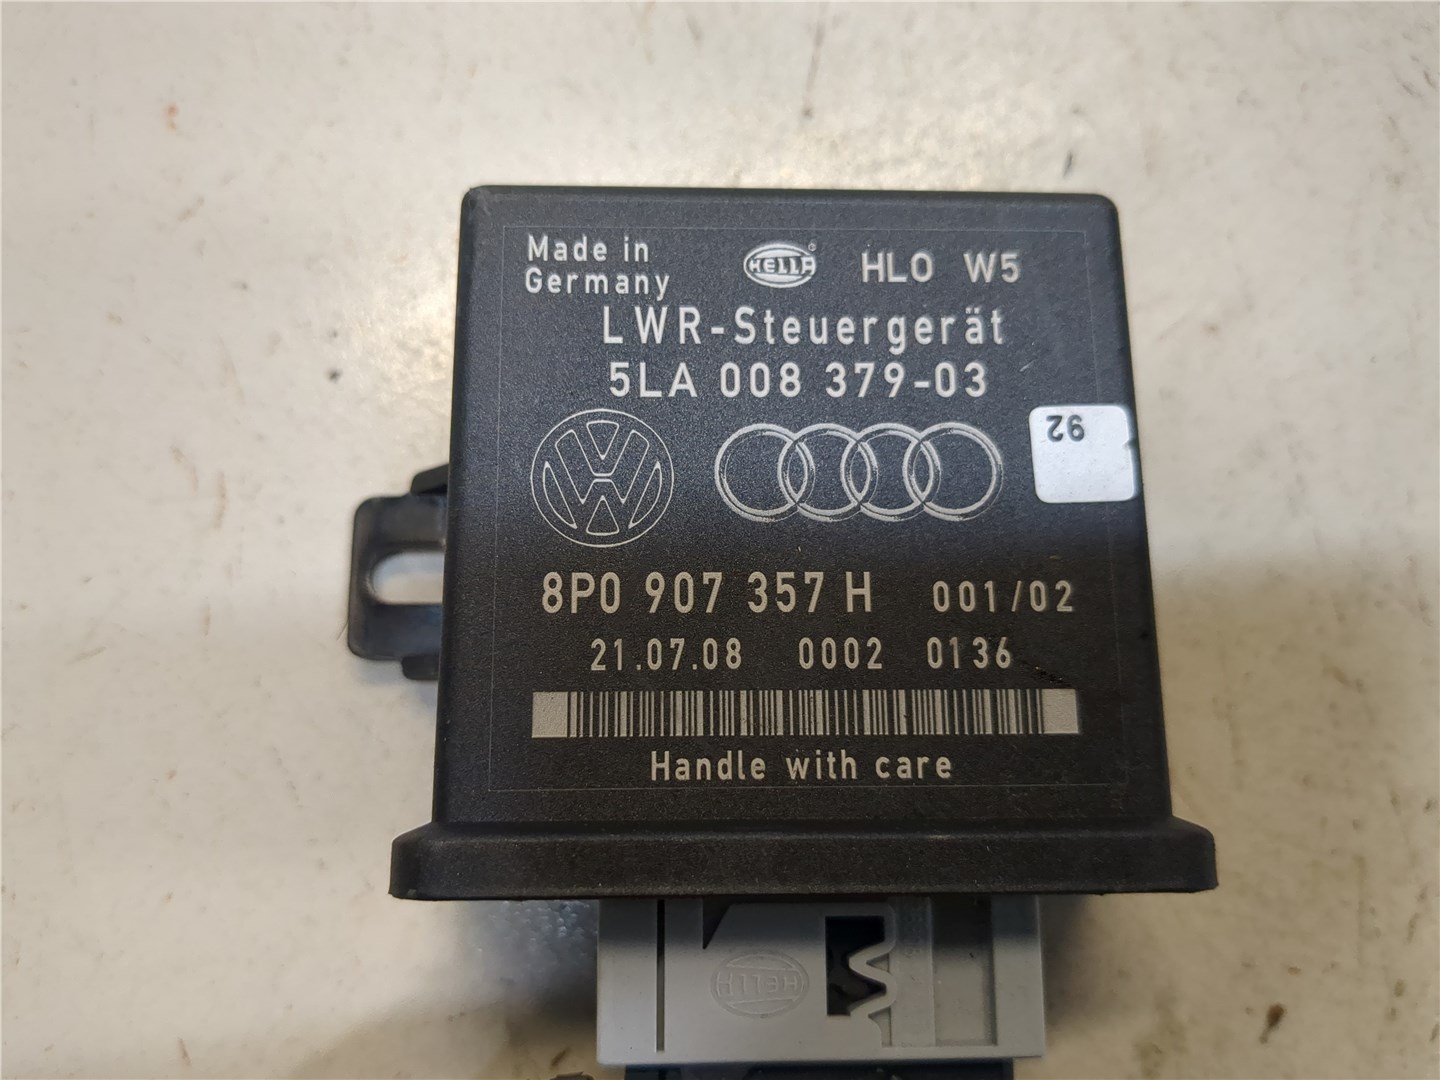 Made in
Germany
HELLA
®
HLO W5
LWR-Steuergerät
5LA 008 379-03
92
8P0 907 357 H 001/02
21.07.08 0002 0136
Handle with care
HELLA